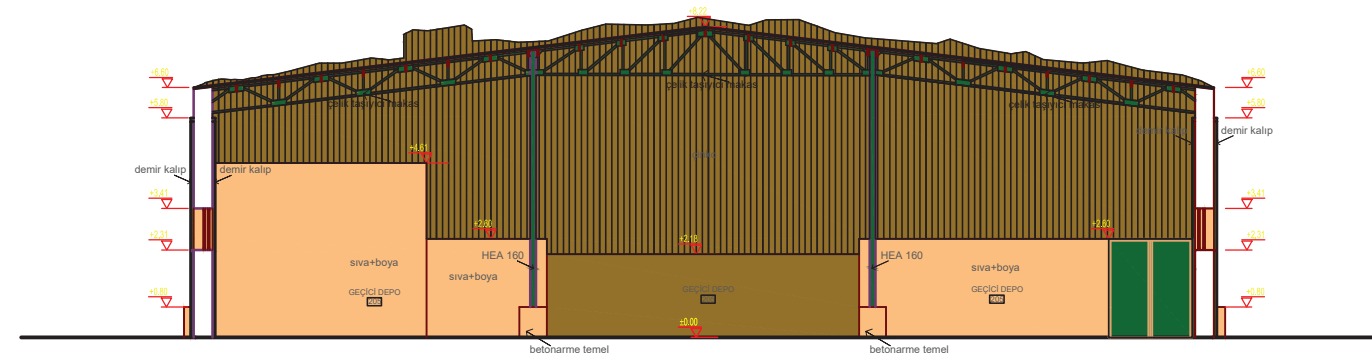 +8.22
+6.60
+6.60
çelik taşıyıcı makas
çelik taşıyıcı makas
çelik taşıyıcı makas
+5.80
+5.80
demir kalıp
+4.61
demir kalıp
demir kalıp
+3.41
+3.41
+2.60
+2.60
+2.31
+2.18
+2.31
HEA 160
HEA 160
sıva+boya
sıva+boya
sıva+boya
GEÇİCİ DEPO
GEÇİCİ DEPO
GEÇİCİ DEPO
+0.80
+0.80
±0.00
betonarme temel
betonarme temel